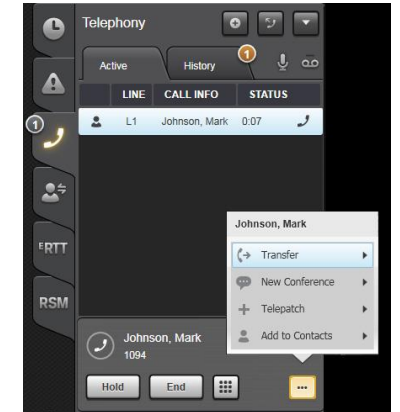 Telephony
Active
History
1
LINE CALL INFO STATUS
1
L1 Johnson, Mark 0:07
Johnson, Mark
Transfer
ERTT
New Conference
Telepatch
RSM
Add to Contacts
Johnson, Mark
1094
Hold End